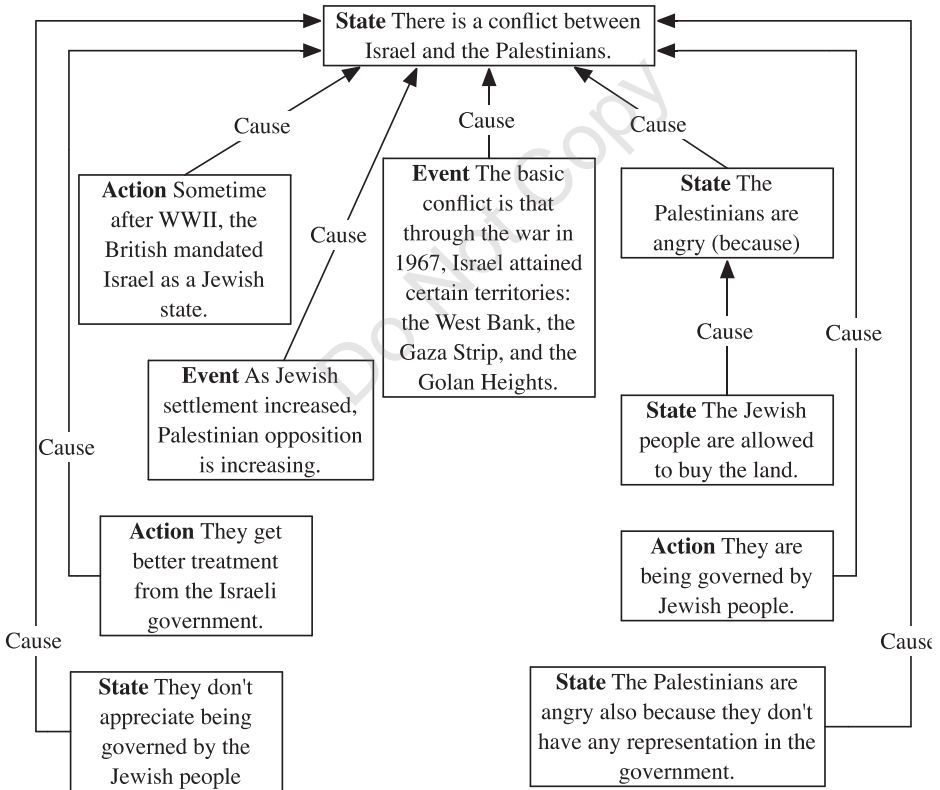 State There is a conflict between
Israel and the Palestinians.
Cause
Cause
Cause
Cause
Action Sometime
after WWII, the
British mandated
Israel as a Jewish
state.
Event The basic
conflict is that
through the war in
1967, Israel attained
certain territories:
the West Bank, the
Gaza Strip, and the
Golan Heights.
State The
Palestinians are
angry (because)
Cause
Cause
Event As Jewish
settlement increased,
Palestinian opposition
is increasing.
State The Jewish
people are allowed
to buy the land.
Cause
Action They get
better treatment
from the Israeli
government.
Action They are
being governed by
Jewish people.
Cause
Cause
State They don't
appreciate being
governed by the
Jewish people
State The Palestinians are
angry also because they don't
have any representation in the
government.
Do Not Copy